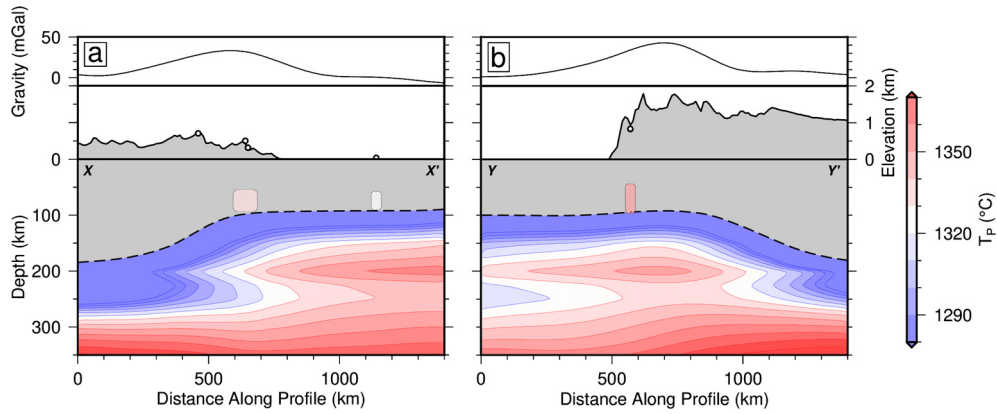 a
b
Gravity (mGal)
50
0
2
1
0
Elevation (km)
X
X'
Y
Y'
0
100
200
300
Depth (km)
0
500
1000
Distance Along Profile (km)
0
500
1000
Distance Along Profile (km)
1350
1320
1290
T_P (°C)